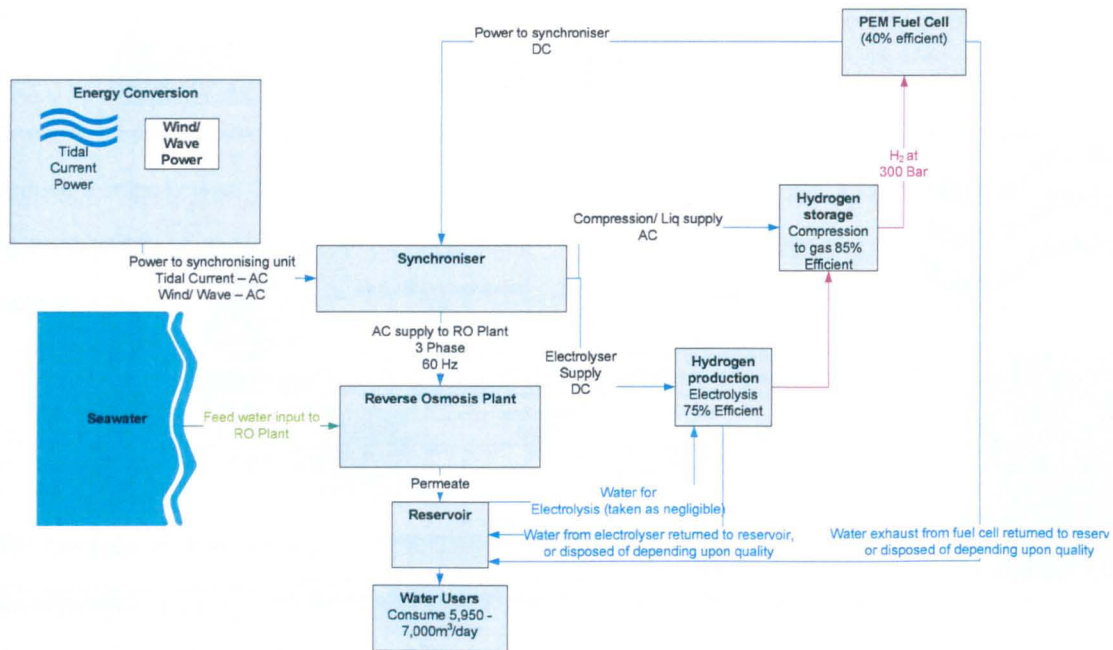 PEM Fuel Cell
(40% efficient)
Power to synchroniser
DC
Energy Conversion
Tidal
Current
Power
Wind/
Wave
Power
H₂ at
300 Bar
Hydrogen
storage
Compression
to gas 85%
Efficient
Compression/ Liq supply
AC
Power to synchronising unit
Tidal Current – AC
Wind/ Wave – AC
Synchroniser
AC supply to RO Plant
3 Phase
60 Hz
Electrolyser
Supply
DC
Hydrogen
production
Electrolysis
75% Efficient
Seawater
Feed water input to
RO Plant
Reverse Osmosis Plant
Permeate
Water for
Electrolysis (taken as negligible)
Reservoir
Water from electrolyser returned to reservoir,
or disposed of depending upon quality
Water exhaust from fuel cell returned to reserv
or disposed of depending upon quality
Water Users
Consume 5,950 -
7,000m³/day